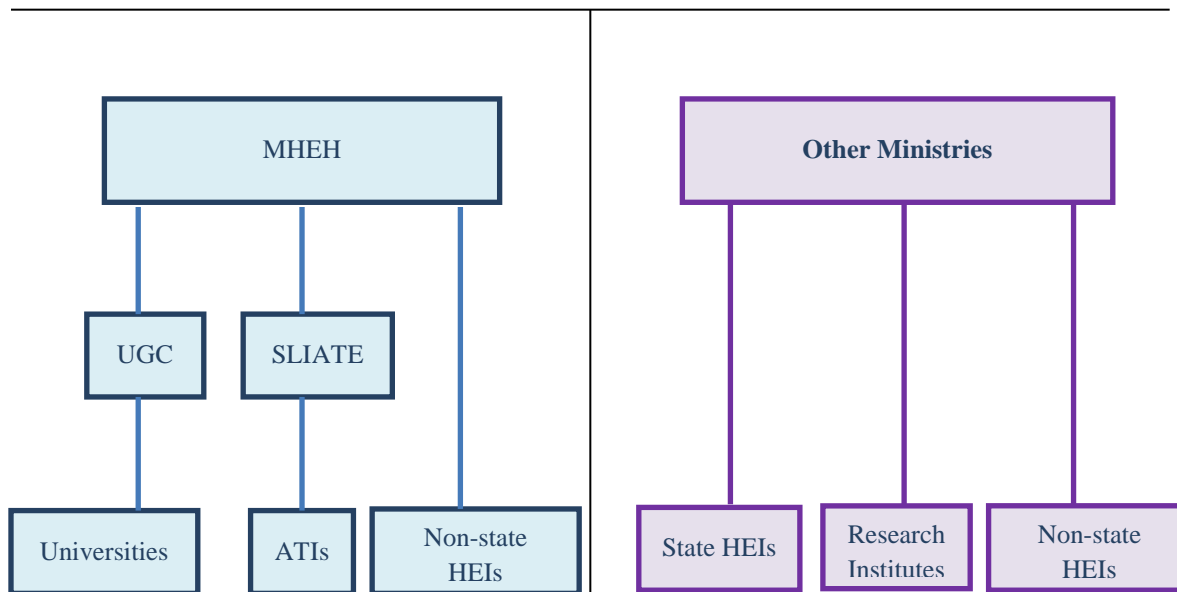 MHEH
Other Ministries
UGC
SLIATE
Universities
ATIs
Non-state
HEIs
State HEIs
Research
Institutes
Non-state
HEIs